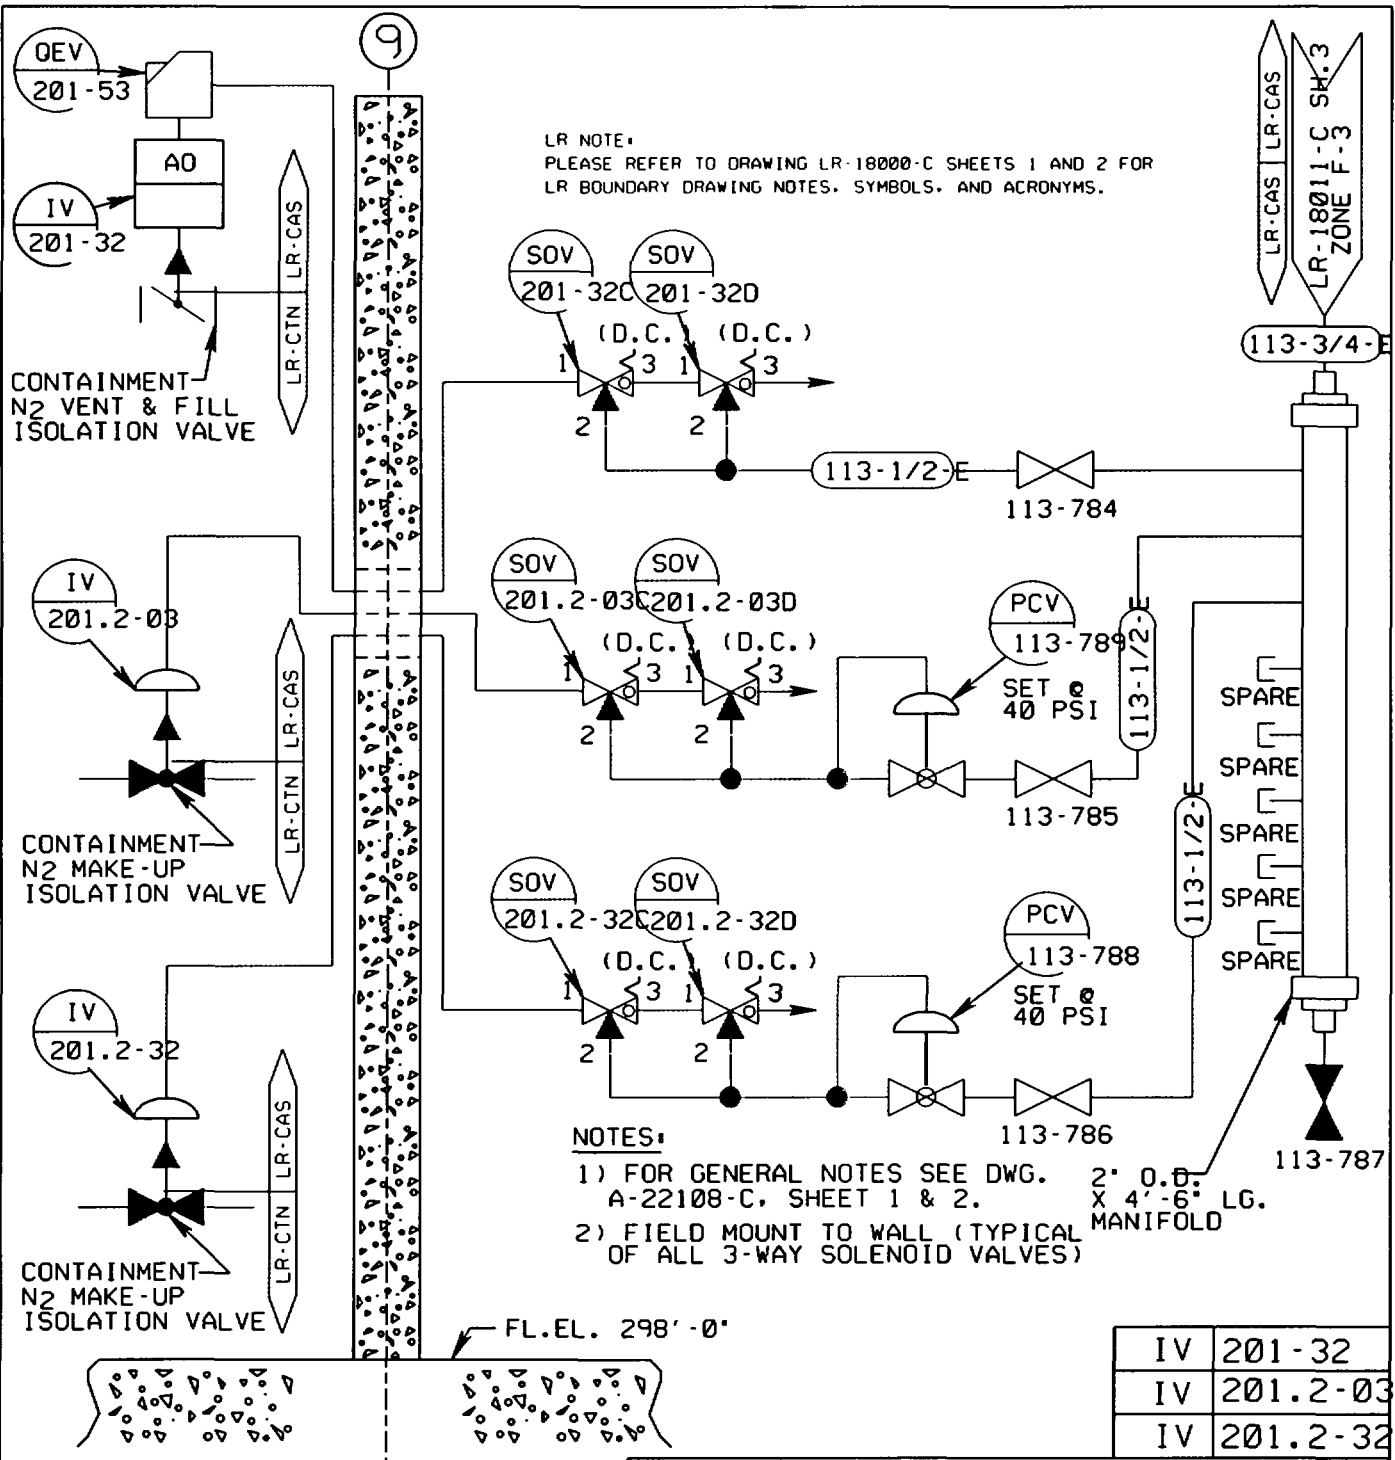 QEV
201-53
9
AO
IV
201-32
LR-CTN LR-CAS
CONTAINMENT
N2 VENT & FILL
ISOLATION VALVE
LR NOTE:
PLEASE REFER TO DRAWING LR-18000-C SHEETS 1 AND 2 FOR
LR BOUNDARY DRAWING NOTES, SYMBOLS, AND ACRONYMS.
LR-CAS LR-CAS
LR-18011-C SH.3
ZONE F-3
113-3/4-E
SOV
201-32C
SOV
201-32D
(D.C.) (D.C.)
1 3 1 3
2 2
113-1/2-E
113-784
IV
201.2-03
LR-CTN LR-CAS
CONTAINMENT
N2 MAKE-UP
ISOLATION VALVE
SOV
201.2-03C
SOV
201.2-03D
(D.C.) (D.C.)
1 3 1 3
2 2
PCV
113-789
SET @
40 PSI
113-785
113-1/2-E
113-1/2-E
SPARE
SPARE
SPARE
SPARE
SPARE
IV
201.2-32
LR-CTN LR-CAS
CONTAINMENT
N2 MAKE-UP
ISOLATION VALVE
SOV
201.2-32C
SOV
201.2-32D
(D.C.) (D.C.)
1 3 1 3
2 2
PCV
113-788
SET @
40 PSI
113-786
113-787
2" O.D.
X 4'-6" LG.
MANIFOLD
NOTES:
1) FOR GENERAL NOTES SEE DWG.
A-22108-C, SHEET 1 & 2.
2) FIELD MOUNT TO WALL (TYPICAL
OF ALL 3-WAY SOLENOID VALVES)
FL.EL. 298'-0"
IV 201-32
IV 201.2-03
IV 201.2-32